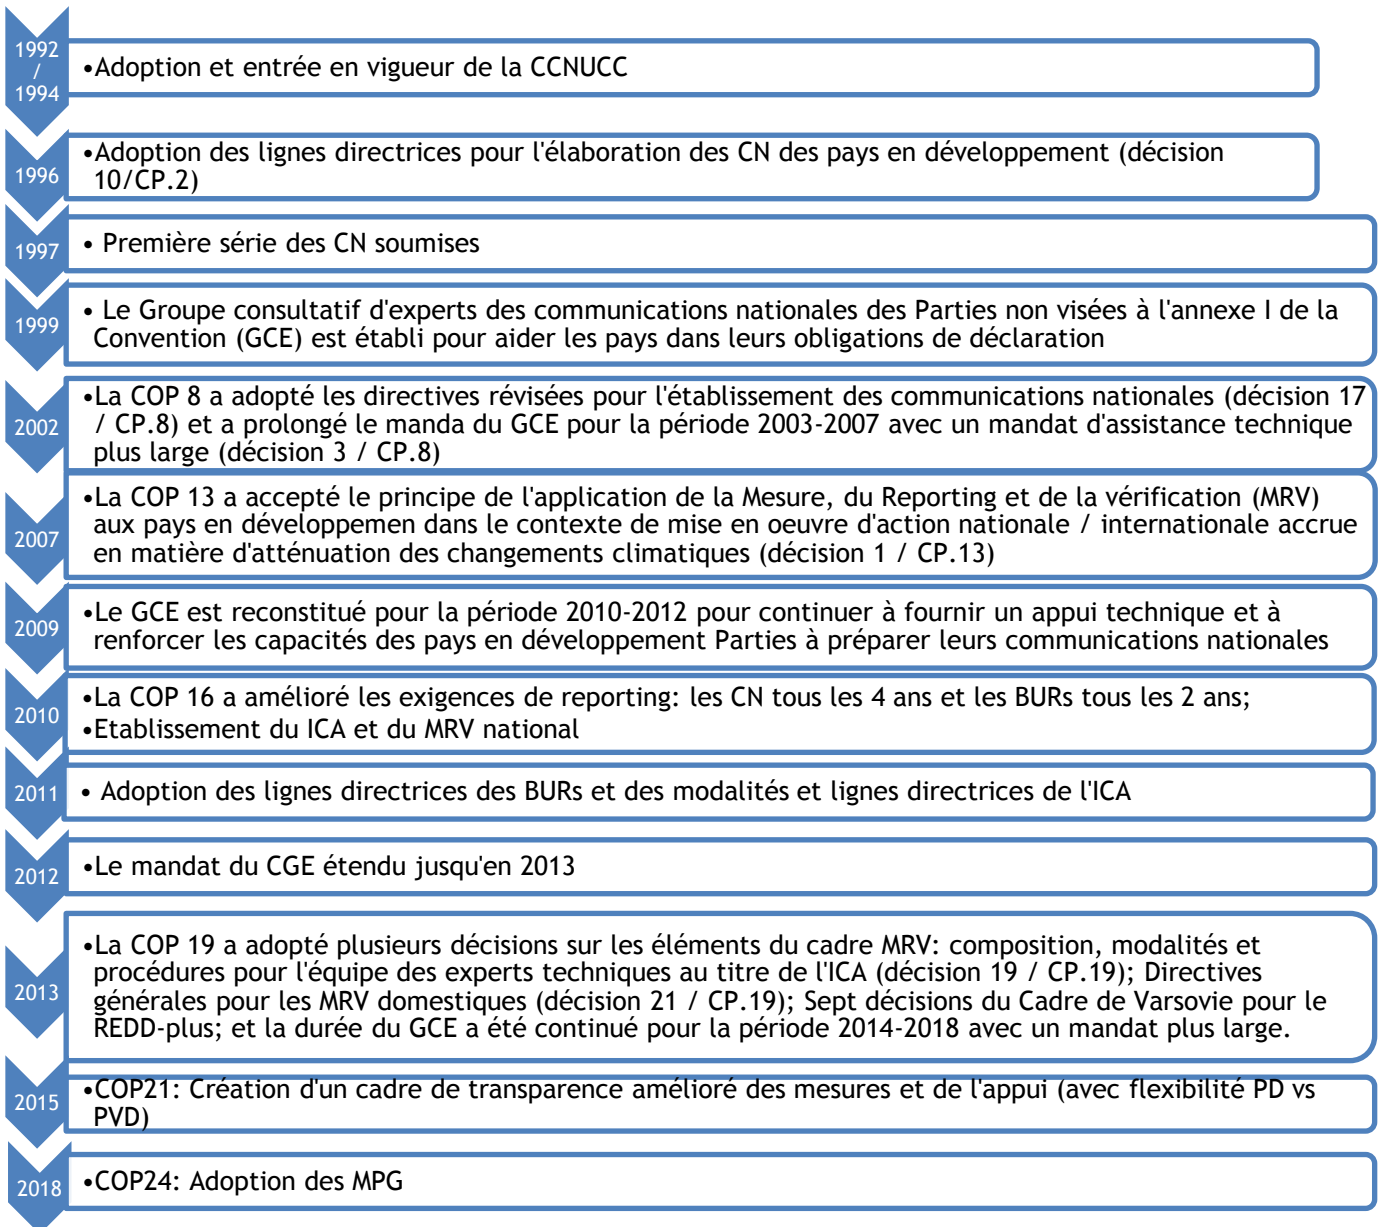 1992
/
1994
•Adoption et entrée en vigueur de la CCNUCC
1996
•Adoption des lignes directrices pour l'élaboration des CN des pays en développement (décision
10/CP.2)
1997
• Première série des CN soumises
1999
• Le Groupe consultatif d'experts des communications nationales des Parties non visées à l'annexe I de la
Convention (GCE) est établi pour aider les pays dans leurs obligations de déclaration
2002
•La COP 8 a adopté les directives révisées pour l'établissement des communications nationales (décision 17
/ CP.8) et a prolongé le manda du GCE pour la période 2003-2007 avec un mandat d'assistance technique
plus large (décision 3 / CP.8)
2007
•La COP 13 a accepté le principe de l'application de la Mesure, du Reporting et de la vérification (MRV)
aux pays en développemen dans le contexte de mise en oeuvre d'action nationale / internationale accrue
en matière d'atténuation des changements climatiques (décision 1 / CP.13)
2009
•Le GCE est reconstitué pour la période 2010-2012 pour continuer à fournir un appui technique et à
renforcer les capacités des pays en développement Parties à préparer leurs communications nationales
2010
•La COP 16 a amélioré les exigences de reporting: les CN tous les 4 ans et les BURs tous les 2 ans;
•Etablissement du ICA et du MRV national
2011
• Adoption des lignes directrices des BURs et des modalités et lignes directrices de l'ICA
2012
•Le mandat du CGE étendu jusqu'en 2013
2013
•La COP 19 a adopté plusieurs décisions sur les éléments du cadre MRV: composition, modalités et
procédures pour l'équipe des experts techniques au titre de l'ICA (décision 19 / CP.19); Directives
générales pour les MRV domestiques (décision 21 / CP.19); Sept décisions du Cadre de Varsovie pour le
REDD-plus; et la durée du GCE a été continué pour la période 2014-2018 avec un mandat plus large.
2015
•COP21: Création d'un cadre de transparence amélioré des mesures et de l'appui (avec flexibilité PD vs
PVD)
2018
•COP24: Adoption des MPG